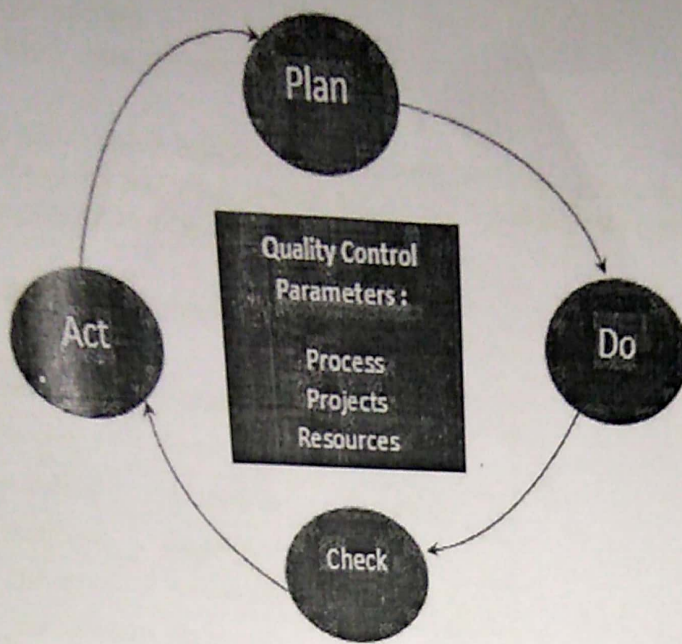 Plan
Quality Control
Parameters :
Process
Projects
Resources
Act
Do
Check